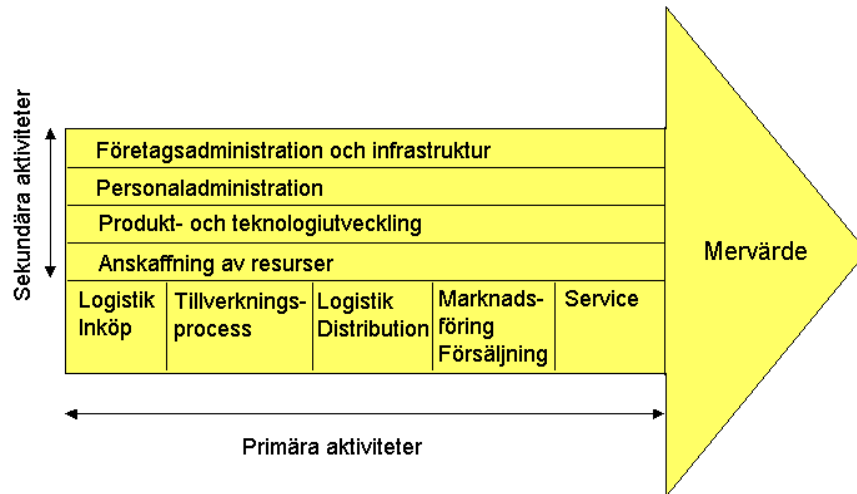 Sekundära aktiviteter
Företagsadministration och infrastruktur
Personaladministration
Produkt- och teknologiutveckling
Anskaffning av resurser
Logistik
Inköp
Tillverknings-
process
Logistik
Distribution
Marknads-
föring
Försäljning
Service
Mervärde
Primära aktiviteter